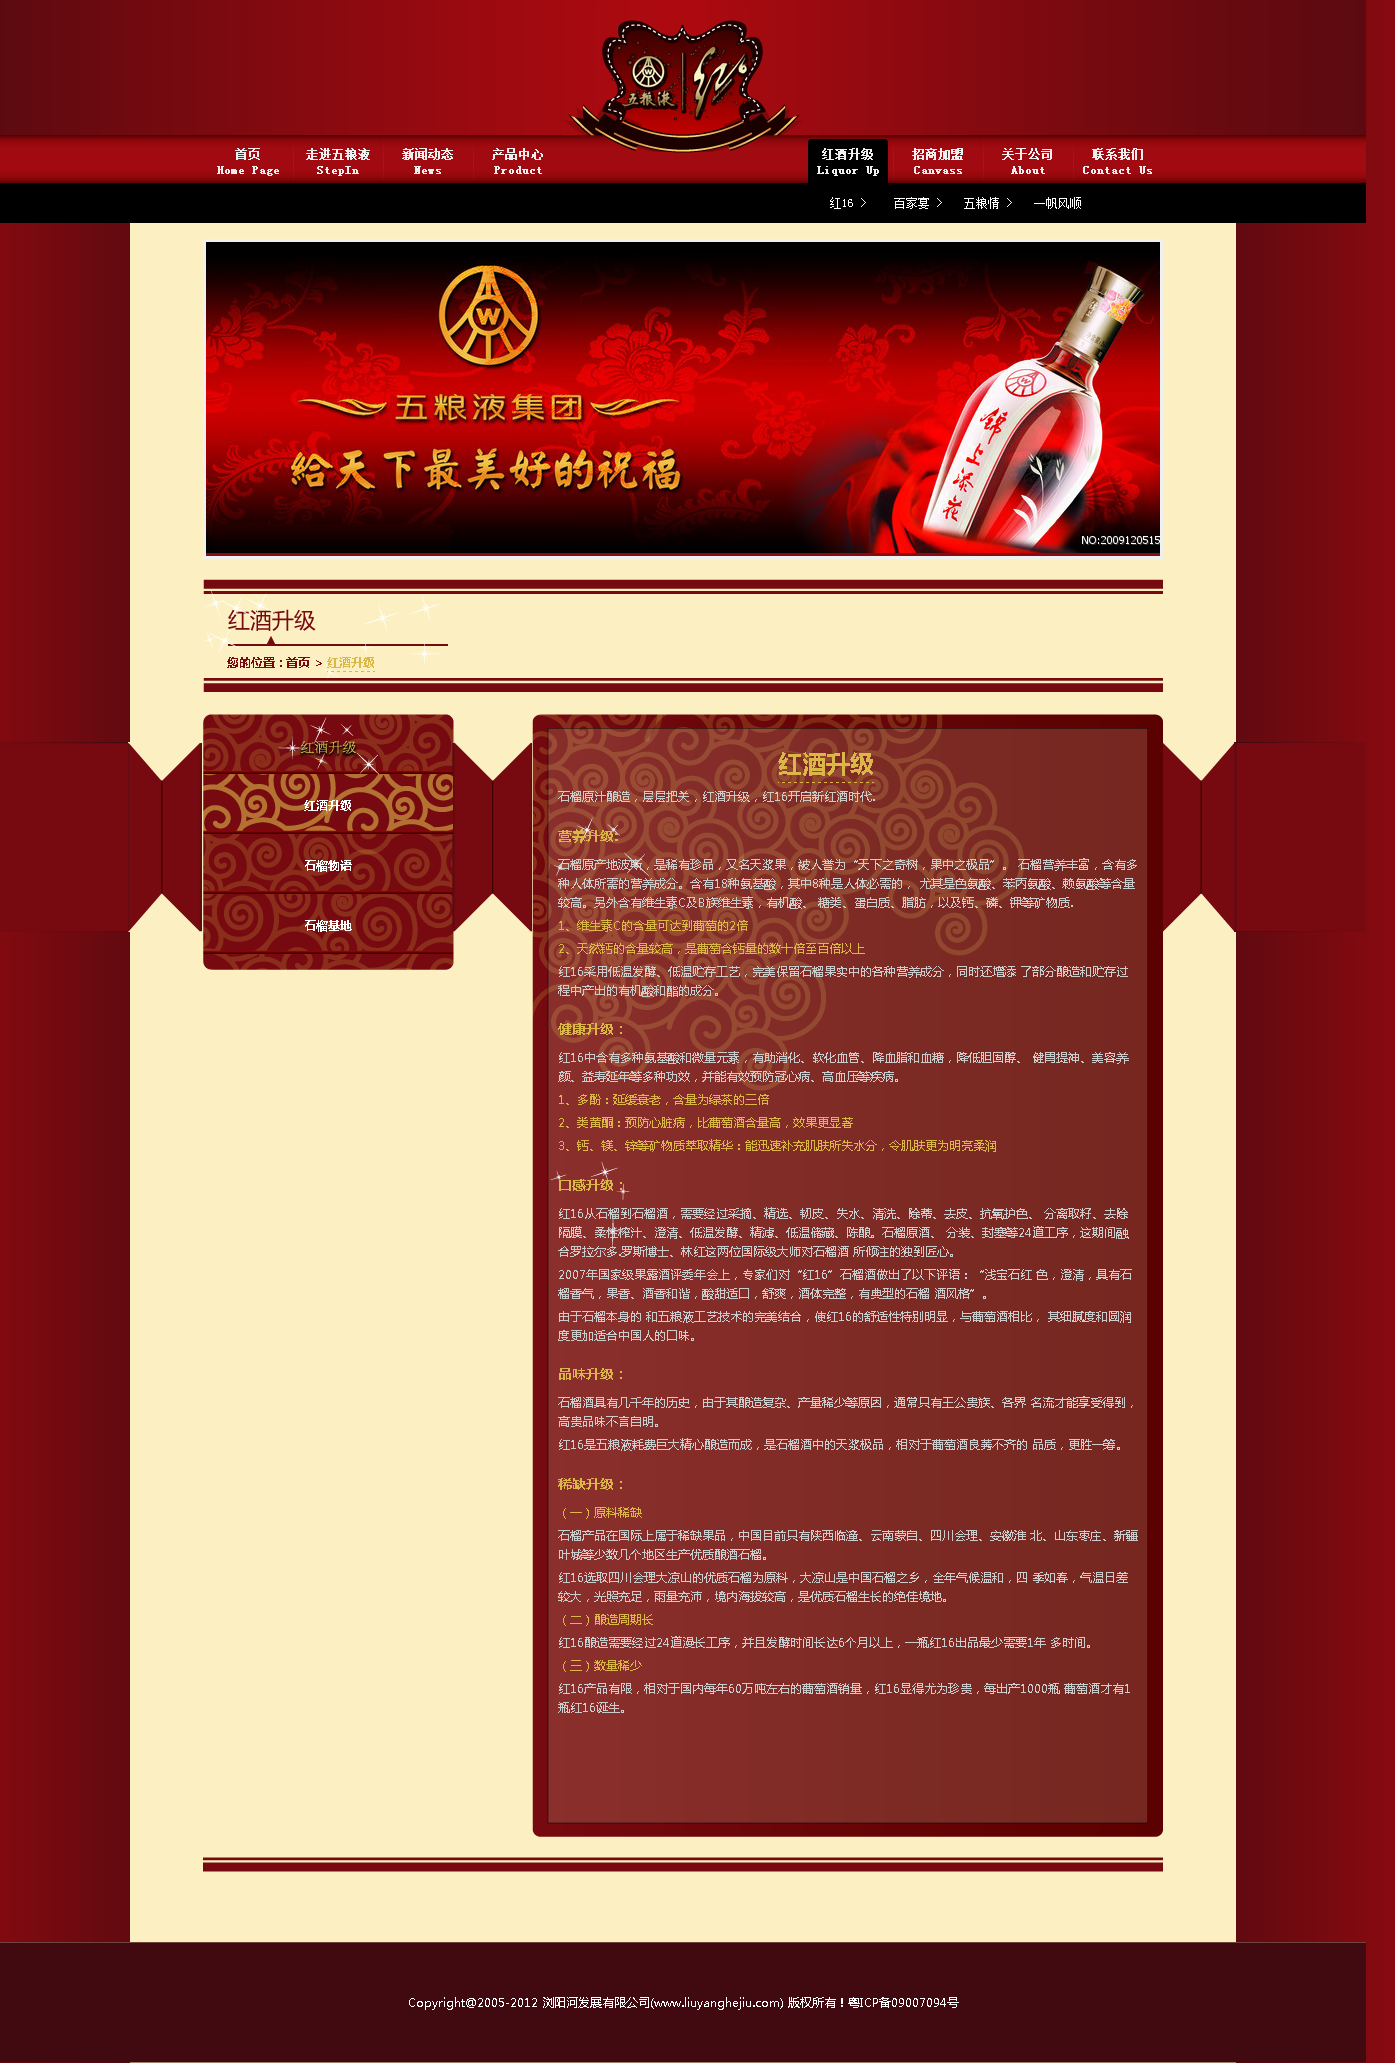 五粮液 红
首页 走进五粮液 新闻动态 产品中心 红酒升级 招商加盟 关于公司 联系我们
Home Page StepIn News Product Liquor Up Canvass About Contact Us
红16 > 百家宴 > 五粮情 > 一帆风顺
W
五粮液集团
給天下最美好的祝福
錦上添花
NO:2009120515
红酒升级
您的位置：首页 > 红酒升级
红酒升级
红酒升级
石榴物语
石榴基地
红酒升级
石榴原汁酿造，层层把关，红酒升级，红16开启新红酒时代.
营养升级:
石榴原产地波斯，是稀有珍品，又名天浆果，被人誉为“天下之奇树，果中之极品”。 石榴营养丰富，含有多
种人体所需的营养成分。含有18种氨基酸，其中8种是人体必需的， 尤其是色氨酸、苯丙氨酸、赖氨酸等含量
较高。另外含有维生素C及B族维生素，有机酸、 糖类、蛋白质、脂肪，以及钙、磷、钾等矿物质.
1、维生素C的含量可达到葡萄的2倍
2、天然钙的含量较高，是葡萄含钙量的数十倍至百倍以上
红16采用低温发酵、低温贮存工艺，完美保留石榴果实中的各种营养成分，同时还增添 了部分酿造和贮存过
程中产出的有机酸和酯的成分。
健康升级：
红16中含有多种氨基酸和微量元素，有助消化、软化血管、降血脂和血糖，降低胆固醇、 健胃提神、美容养
颜、益寿延年等多种功效，并能有效预防冠心病、高血压等疾病。
1、多酚：延缓衰老，含量为绿茶的三倍
2、类黄酮：预防心脏病，比葡萄酒含量高，效果更显著
3、钙、镁、锌等矿物质萃取精华：能迅速补充肌肤所失水分，令肌肤更为明亮柔润
口感升级：
红16从石榴到石榴酒，需要经过采摘、精选、韧皮、失水、清洗、除蒂、去皮、抗氧护色、 分离取籽、去除
隔膜、柔性榨汁、澄清、低温发酵、精滤、低温储藏、陈酿。石榴原酒、 分装、封塞等24道工序，这期间融
合罗拉尔多.罗斯博士、林红这两位国际级大师对石榴酒 所倾注的独到匠心。
2007年国家级果露酒评委年会上，专家们对“红16”石榴酒做出了以下评语：“浅宝石红 色，澄清，具有石
榴香气，果香、酒香和谐，酸甜适口，舒爽，酒体完整，有典型的石榴 酒风格”。
由于石榴本身的 和五粮液工艺技术的完美结合，使红16的舒适性特别明显，与葡萄酒相比， 其细腻度和圆润
度更加适合中国人的口味。
品味升级：
石榴酒具有几千年的历史，由于其酿造复杂、产量稀少等原因，通常只有王公贵族、各界 名流才能享受得到，
高贵品味不言自明。
红16是五粮液耗费巨大精心酿造而成，是石榴酒中的天浆极品，相对于葡萄酒良莠不齐的 品质，更胜一筹。
稀缺升级：
（一）原料稀缺
石榴产品在国际上属于稀缺果品，中国目前只有陕西临潼、云南蒙自、四川会理、安徽淮 北、山东枣庄、新疆
叶城等少数几个地区生产优质酿酒石榴。
红16选取四川会理大凉山的优质石榴为原料，大凉山是中国石榴之乡，全年气候温和，四 季如春，气温日差
较大，光照充足，雨量充沛，境内海拔较高，是优质石榴生长的绝佳境地。
（二）酿造周期长
红16酿造需要经过24道漫长工序，并且发酵时间长达6个月以上，一瓶红16出品最少需要1年 多时间。
（三）数量稀少
红16产品有限，相对于国内每年60万吨左右的葡萄酒销量，红16显得尤为珍贵，每出产1000瓶 葡萄酒才有1
瓶红16诞生。
Copyright@2005-2012 浏阳河发展有限公司(www.liuyanghejiu.com) 版权所有！粤ICP备09007094号